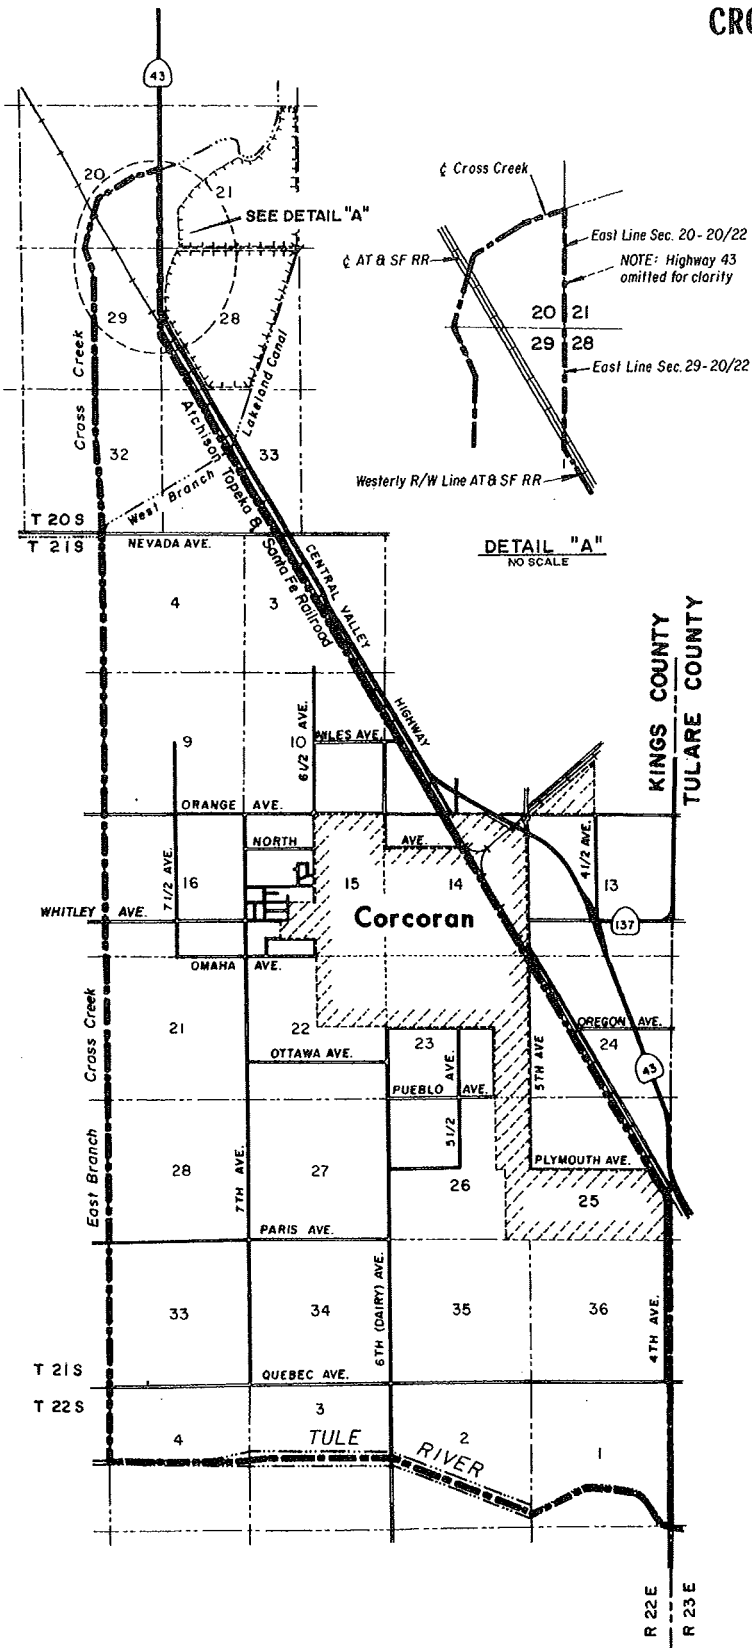 CRO
43
20
21
SEE DETAIL "A"
29
28
Cross Creek
Lakeland Canal
32
33
West Branch
Atchison Topeka & Santa Fe Railroad
T 20 S
T 21 S
NEVADA AVE.
℄ Cross Creek
℄ AT & SF RR
East Line Sec. 20-20/22
NOTE: Highway 43
omitted for clarity
20 21
29 28
East Line Sec. 29-20/22
Westerly R/W Line AT & SF RR
DETAIL "A"
NO SCALE
4
3
CENTRAL VALLEY HIGHWAY
KINGS COUNTY
TULARE COUNTY
9
10
6 1/2 AVE.
NILES AVE.
ORANGE AVE.
NORTH AVE.
7 1/2 AVE.
16
15
14
4 1/2 AVE.
13
WHITLEY AVE.
Corcoran
137
OMAHA AVE.
21
22
23
OREGON AVE.
24
Cross Creek
OTTAWA AVE.
5TH AVE
43
PUEBLO AVE.
5 1/2 AVE.
East Branch
28
7TH AVE.
27
26
PLYMOUTH AVE.
25
PARIS AVE.
33
34
6TH (DAIRY) AVE.
35
36
4TH AVE.
T 21 S
QUEBEC AVE.
T 22 S
3
4
TULE RIVER
2
1
R 22 E
R 23 E